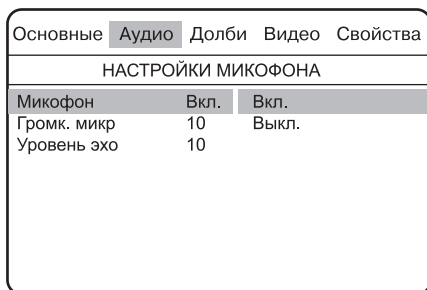 Основные Аудио Долби Видео Свойства
НАСТРОЙКИ МИКОФОНА
Микофон Вкл. Вкл.
Громк. микр 10 Выкл.
Уровень эхо 10